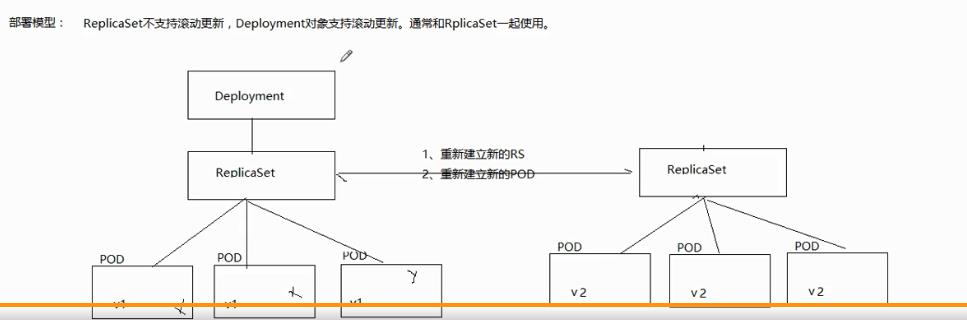 部署模型： ReplicaSet不支持滚动更新，Deployment对象支持滚动更新。通常和RplicaSet一起使用。
Deployment
1、重新建立新的RS
ReplicaSet
ReplicaSet
2、重新建立新的POD
POD
POD
POD
POD
POD
POD
v1
v1
v1
v2
v2
v2